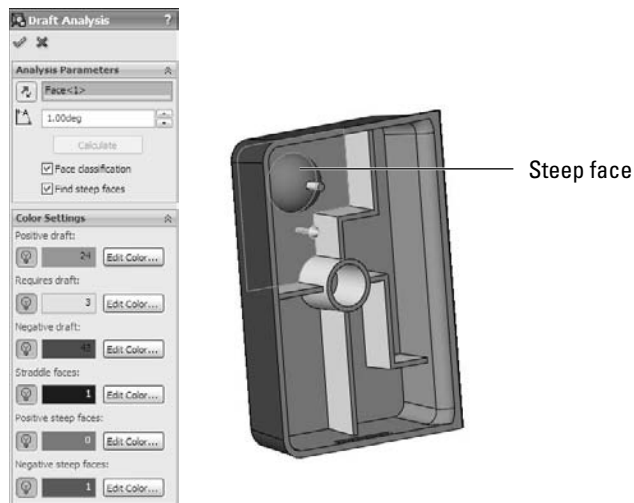 Draft Analysis ?
Analysis Parameters
Face<1>
1.00deg
Calculate
Face classification
Find steep faces
Color Settings
Positive draft:
24 Edit Color...
Requires draft:
3 Edit Color...
Negative draft:
43 Edit Color...
Straddle faces:
1 Edit Color...
Positive steep faces:
0 Edit Color...
Negative steep faces:
1 Edit Color...
Steep face